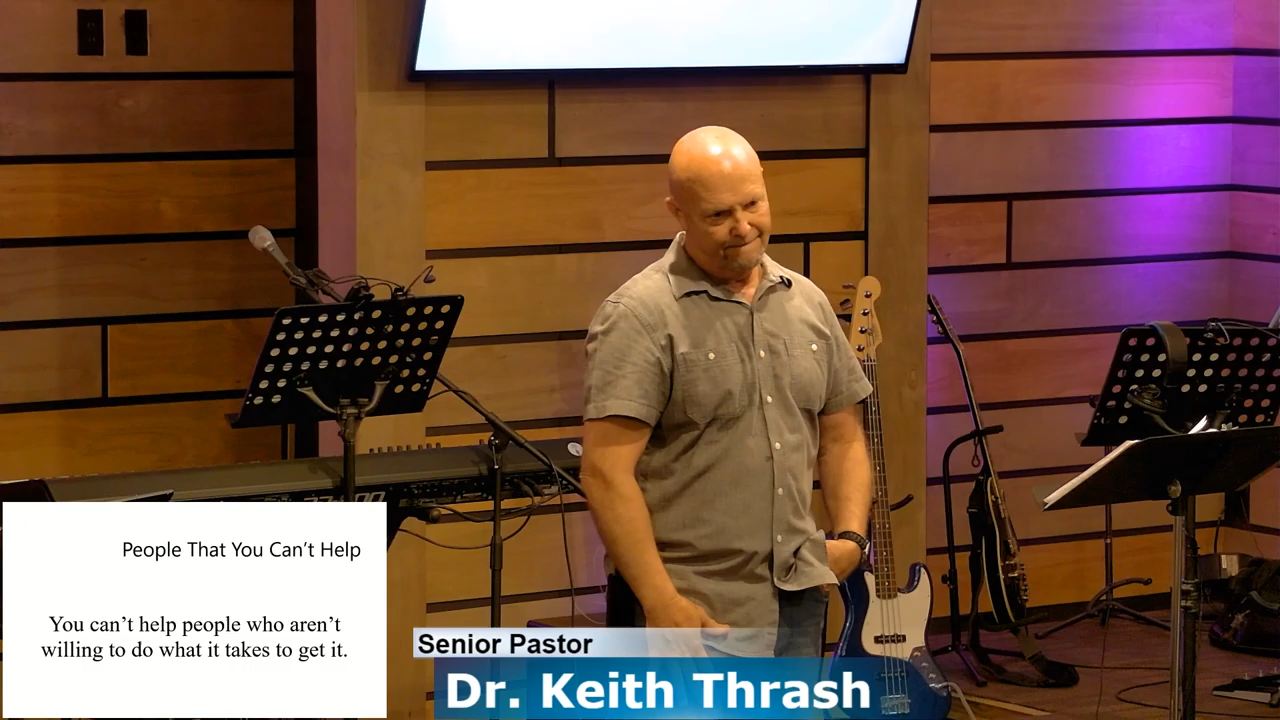 People That You Can't Help
You can't help people who aren't
willing to do what it takes to get it.
Senior Pastor
Dr. Keith Thrash